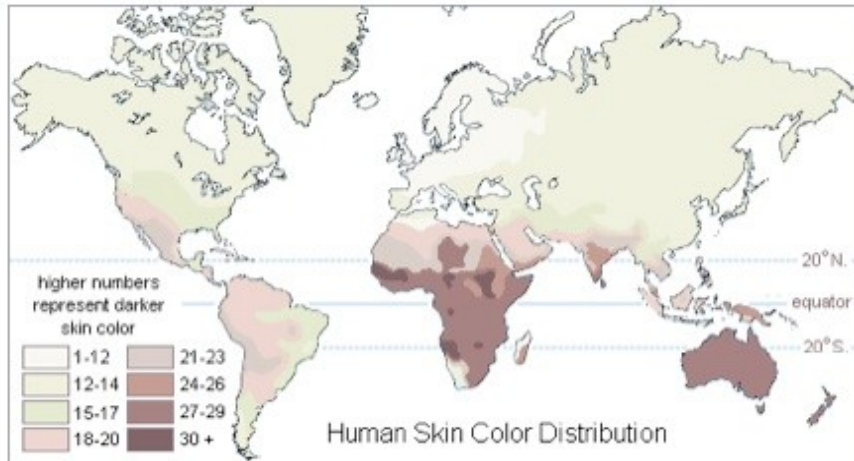 20° N.
higher numbers
represent darker
skin color
equator
20° S.
1-12 21-23
12-14 24-26
15-17 27-29
18-20 30 +
Human Skin Color Distribution